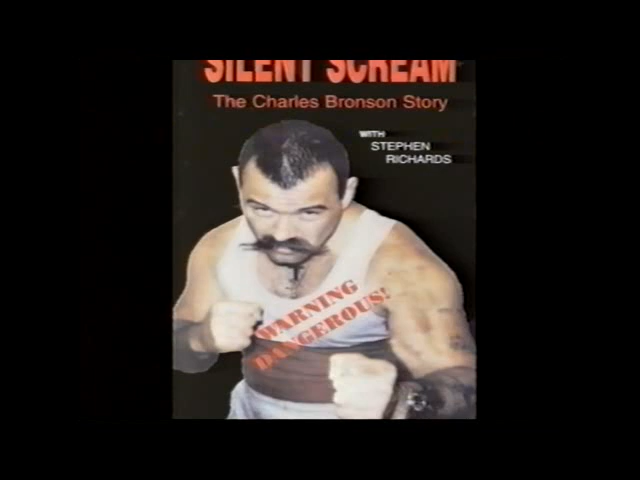 SILENT SCREAM
The Charles Bronson Story
WITH
STEPHEN
RICHARDS
WARNING
DANGEROUS!